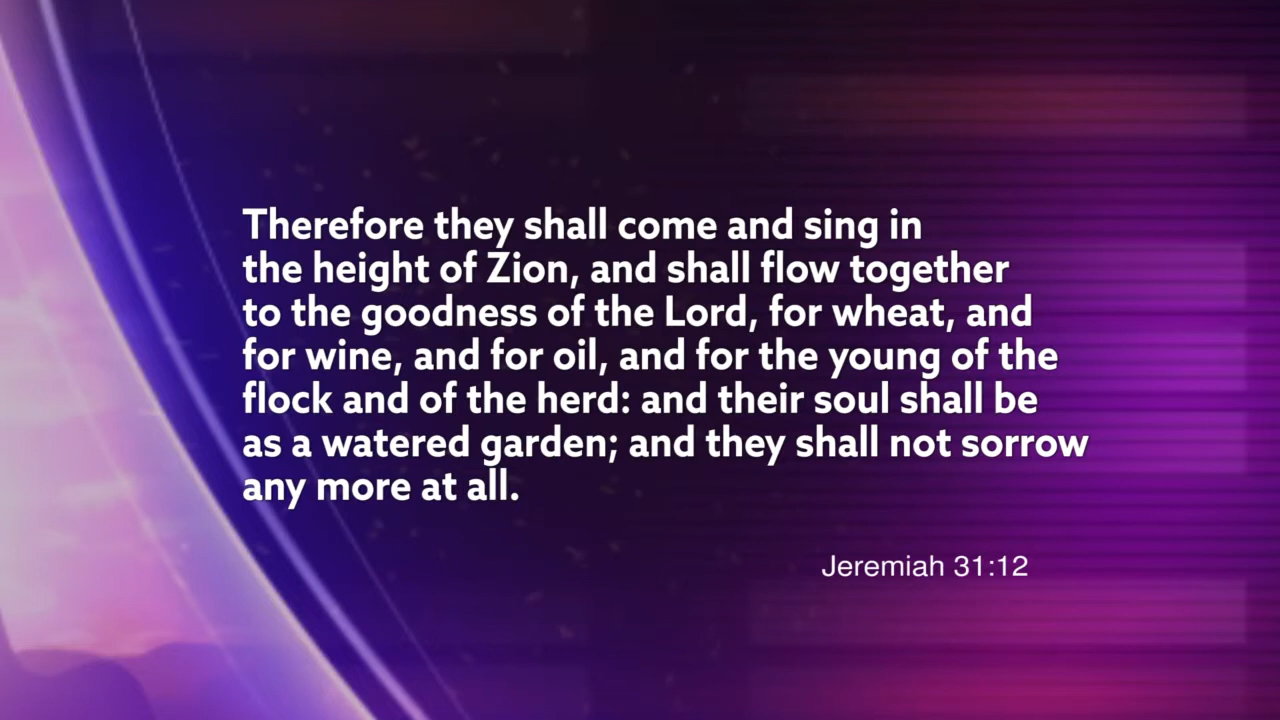 Therefore they shall come and sing in
the height of Zion, and shall flow together
to the goodness of the Lord, for wheat, and
for wine, and for oil, and for the young of the
flock and of the herd: and their soul shall be
as a watered garden; and they shall not sorrow
any more at all.
Jeremiah 31:12